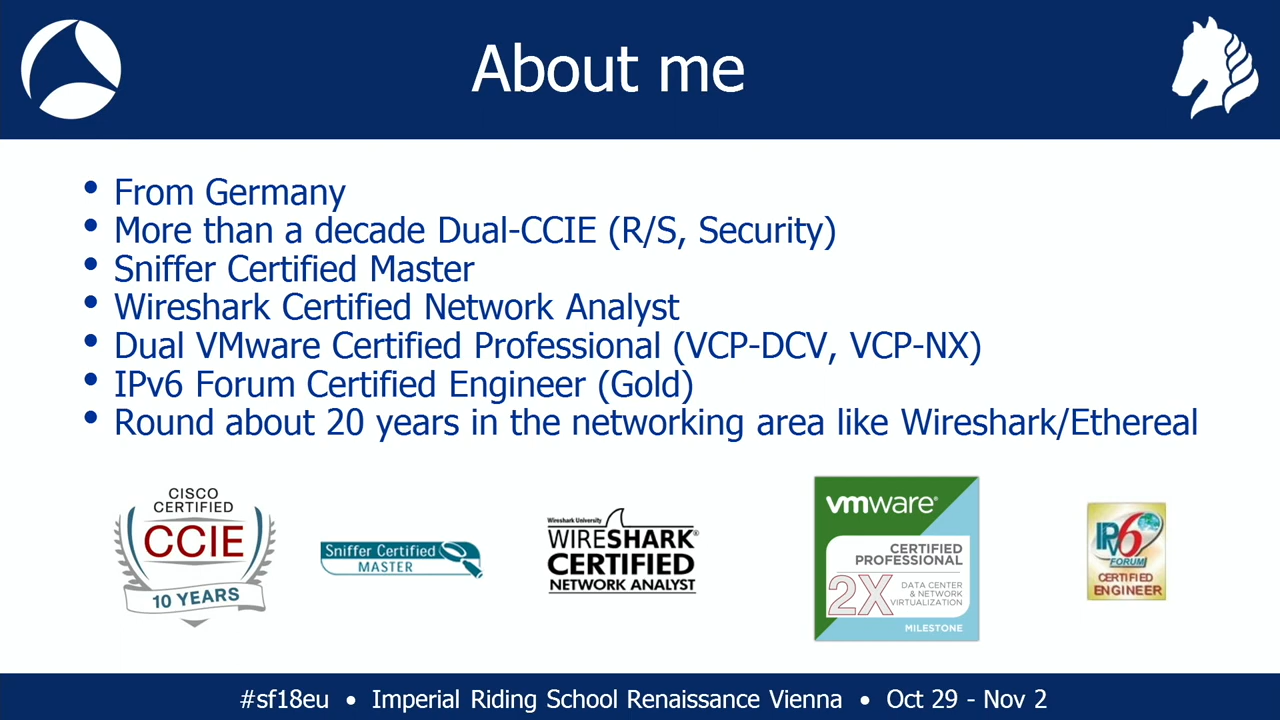 About me
• From Germany
• More than a decade Dual-CCIE (R/S, Security)
• Sniffer Certified Master
• Wireshark Certified Network Analyst
• Dual VMware Certified Professional (VCP-DCV, VCP-NX)
• IPv6 Forum Certified Engineer (Gold)
• Round about 20 years in the networking area like Wireshark/Ethereal
CISCO
CERTIFIED
CCIE
10 YEARS
Sniffer Certified
MASTER
Wireshark University
WIRESHARK®
CERTIFIED
NETWORK ANALYST
vmware®
CERTIFIED
PROFESSIONAL
2X
DATA CENTER
& NETWORK
VIRTUALIZATION
MILESTONE
IPv6
FORUM
CERTIFIED
ENGINEER
#sf18eu • Imperial Riding School Renaissance Vienna • Oct 29 - Nov 2